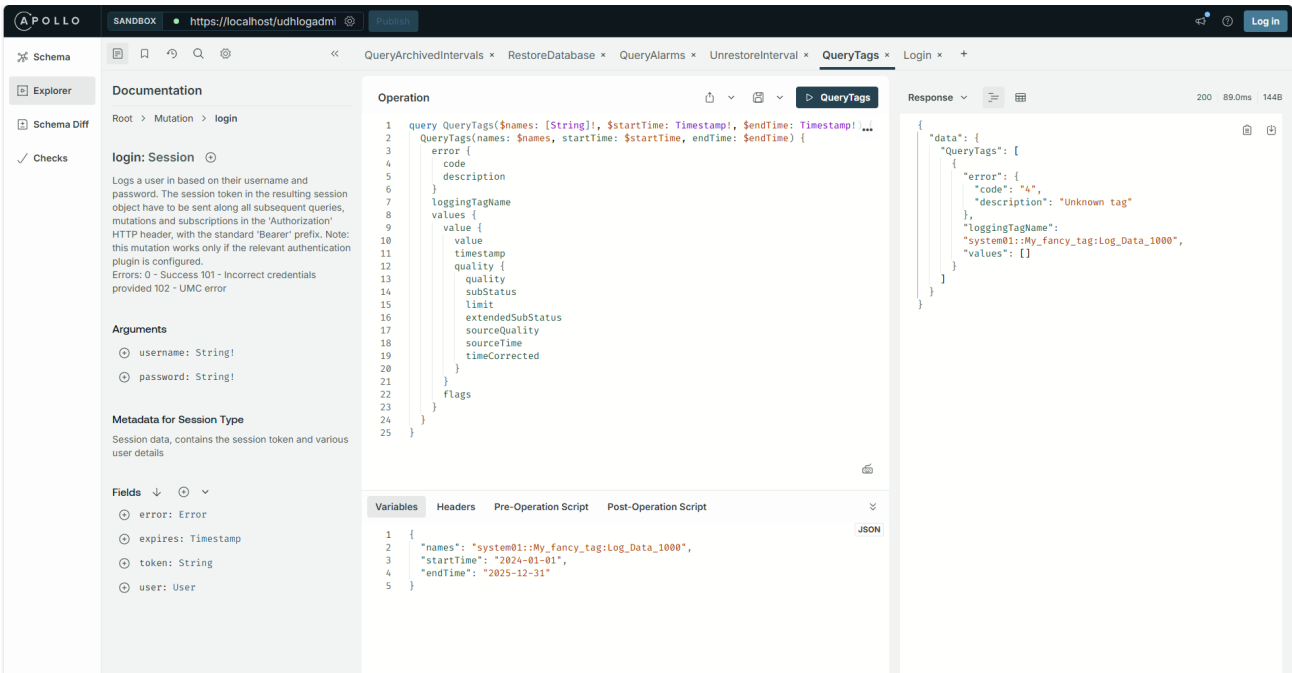 APOLLO
SANDBOX
https://localhost/udhlogadmi
Publish
Log in
Schema
Explorer
Schema Diff
Checks
QueryArchivedIntervals ×
RestoreDatabase ×
QueryAlarms ×
UnrestoreInterval ×
QueryTags ×
Login ×
+
Documentation
Root > Mutation > login
login: Session
Logs a user in based on their username and
password. The session token in the resulting session
object have to be sent along all subsequent queries,
mutations and subscriptions in the 'Authorization'
HTTP header, with the standard 'Bearer' prefix. Note:
this mutation works only if the relevant authentication
plugin is configured.
Errors: 0 - Success 101 - Incorrect credentials
provided 102 - UMC error
Arguments
username: String!
password: String!
Metadata for Session Type
Session data, contains the session token and various
user details
Fields
error: Error
expires: Timestamp
token: String
user: User
Operation
QueryTags
1 query QueryTags($names: [String]!, $startTime: Timestamp!, $endTime: Timestamp!
2 QueryTags(names: $names, startTime: $startTime, endTime: $endTime) {
3 error {
4 code
5 description
6 }
7 loggingTagName
8 values {
9 value {
10 value
11 timestamp
12 quality {
13 quality
14 subStatus
15 limit
16 extendedSubStatus
17 sourceQuality
18 sourceTime
19 timeCorrected
20 }
21 }
22 flags
23 }
24 }
25 }
Variables Headers Pre-Operation Script Post-Operation Script
JSON
1 {
2 "names": "system01::My_fancy_tag:Log_Data_1000",
3 "startTime": "2024-01-01",
4 "endTime": "2025-12-31"
5 }
Response
200 89.0ms 144B
{
"data": {
"QueryTags": [
{
"error": {
"code": "4",
"description": "Unknown tag"
},
"loggingTagName":
"system01::My_fancy_tag:Log_Data_1000",
"values": []
}
]
}
}